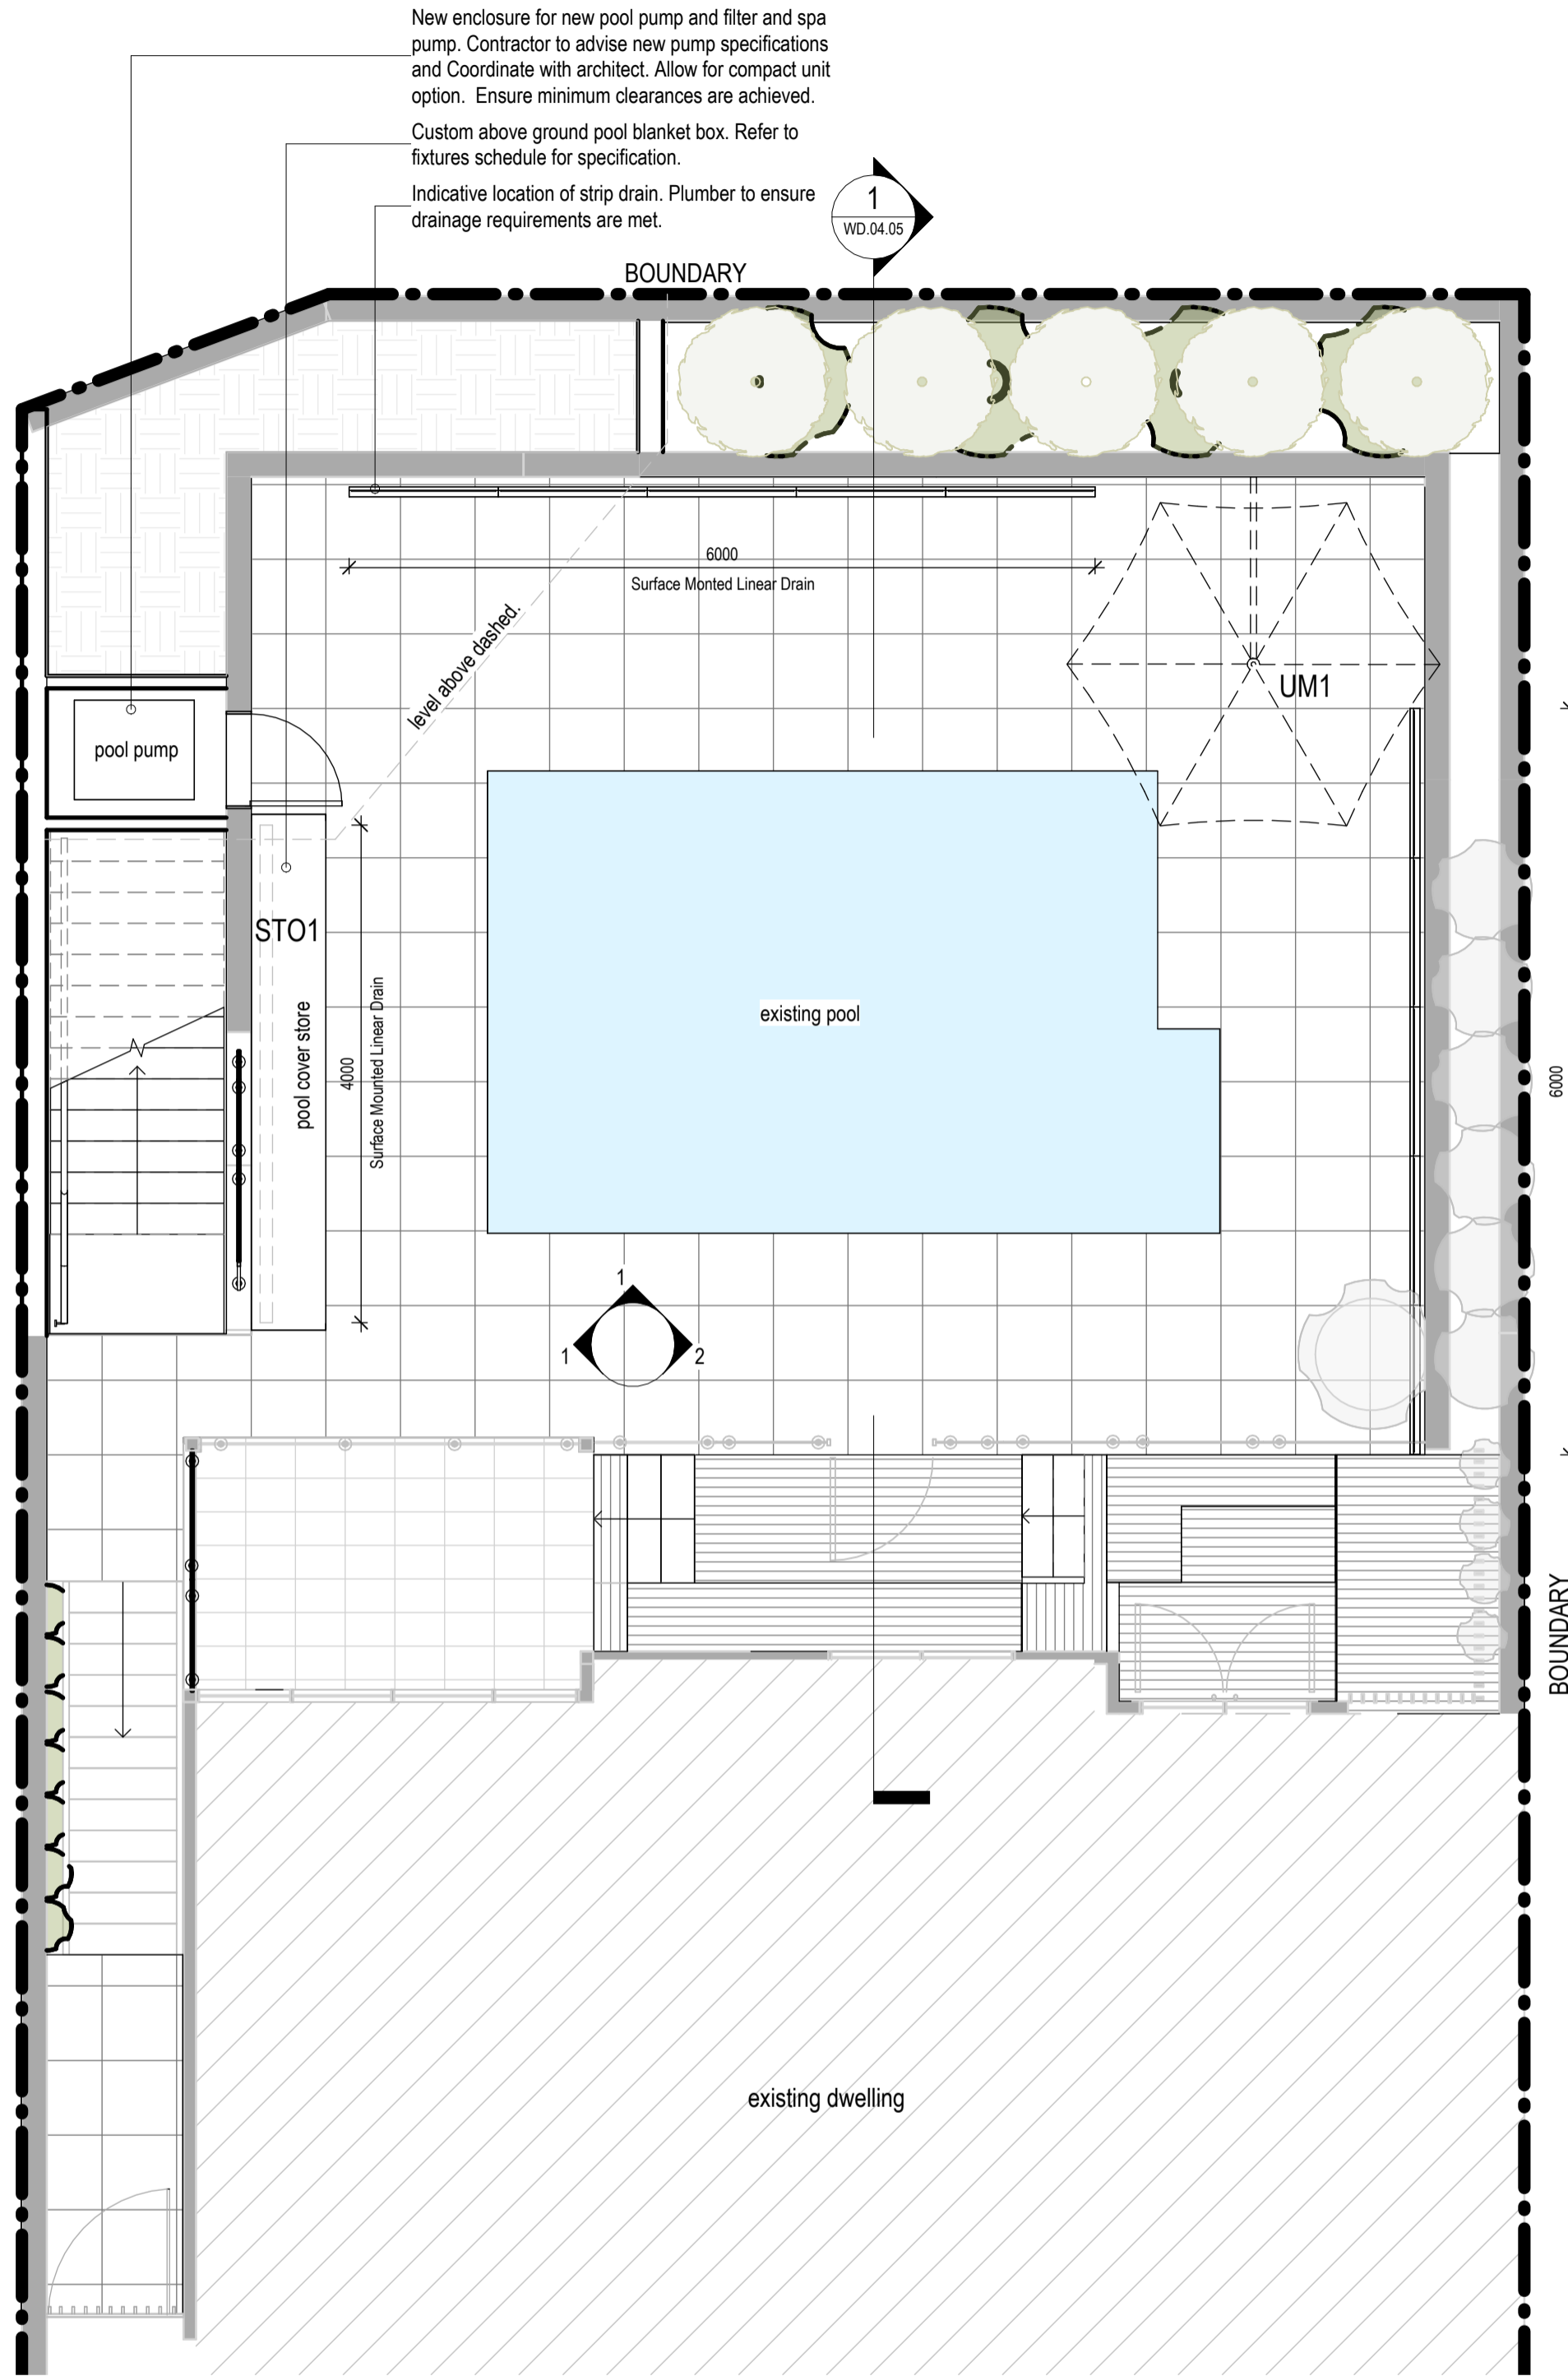 New enclosure for new pool pump and filter and spa
pump. Contractor to advise new pump specifications
and Coordinate with architect. Allow for compact unit
option.  Ensure minimum clearances are achieved.
Custom above ground pool blanket box. Refer to
fixtures schedule for specification.
Indicative location of strip drain. Plumber to ensure
drainage requirements are met.
1
WD.04.05
BOUNDARY
6000
Surface Monted Linear Drain
level above dashed.
UM1
pool pump
STO1
pool cover store
4000
Surface Mounted Linear Drain
existing pool
6000
1
1
2
BOUNDARY
existing dwelling